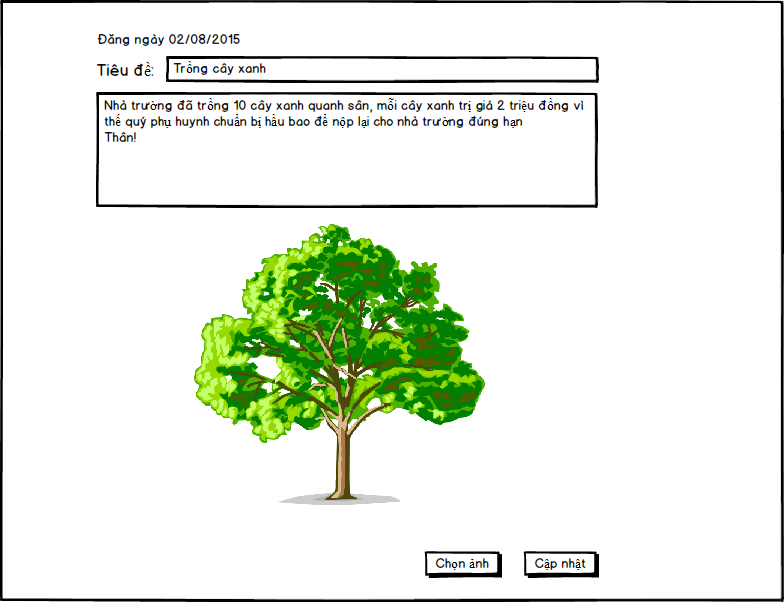 Đăng ngày 02/08/2015
Tiêu đề: Trồng cây xanh
Nhà trường đã trồng 10 cây xanh quanh sân, mỗi cây xanh trị giá 2 triệu đồng vì
thế quý phụ huynh chuẩn bị hầu bao để nộp lại cho nhà trường đúng hạn
Thân!
Chọn ảnh
Cập nhật